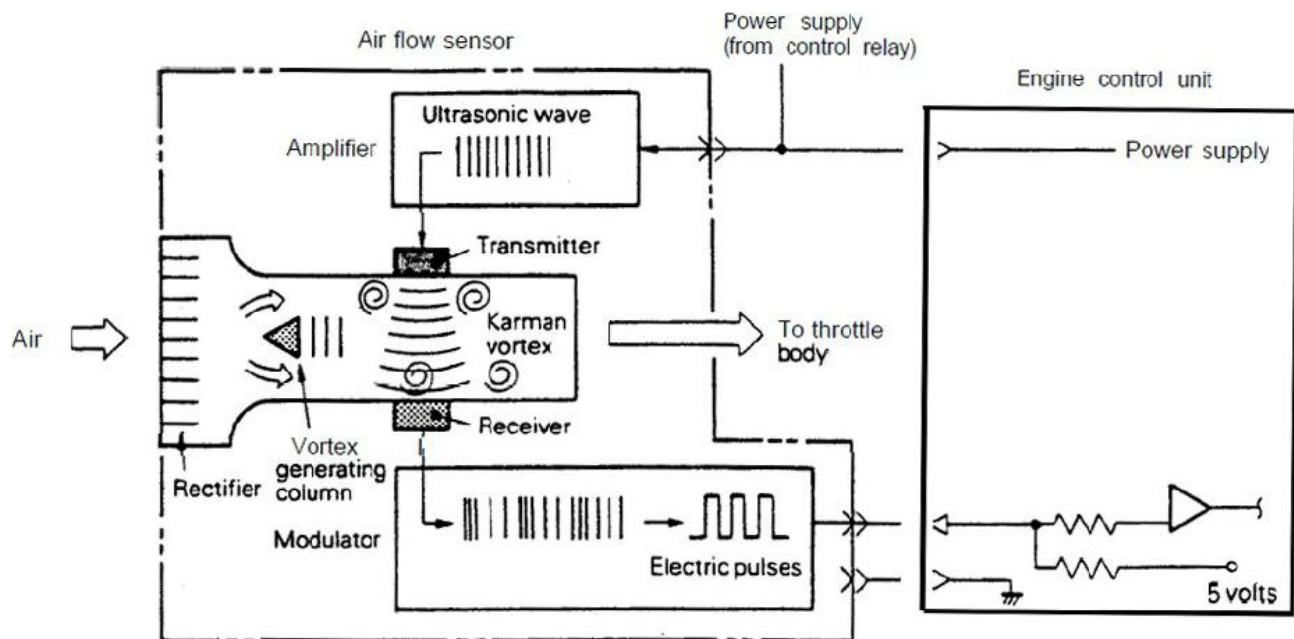 Power supply
(from control relay)
Air flow sensor
Engine control unit
Ultrasonic wave
Amplifier
Power supply
Transmitter
Air
Karman
vortex
To throttle
body
Receiver
Vortex
generating
column
Rectifier
Modulator
Electric pulses
5 volts